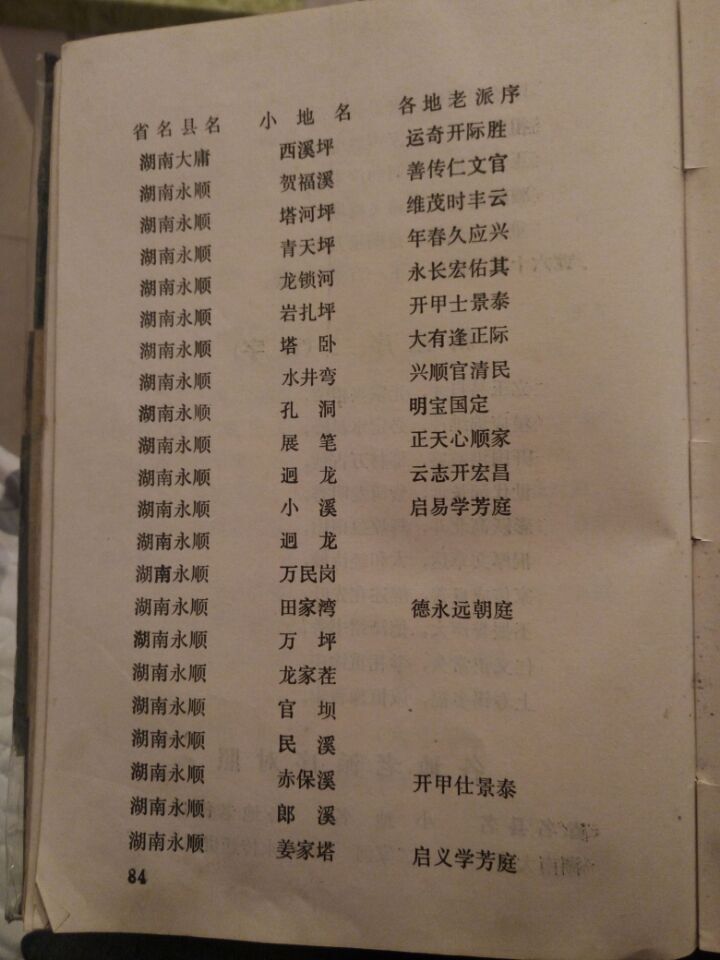 省名县名 小地名 各地老派序
湖南大庸 西溪坪 运奇开际胜
湖南永顺 贺福溪 善传仁文官
湖南永顺 塔河坪 维茂时丰云
湖南永顺 青天坪 年春久应兴
湖南永顺 龙锁河 永长宏佑其
湖南永顺 岩扎坪 开甲士景泰
湖南永顺 塔卧 大有逢正际
湖南永顺 水井弯 兴顺官清民
湖南永顺 孔洞 明宝国定
湖南永顺 展笔 正天心顺家
湖南永顺 迥龙 云志开宏昌
湖南永顺 小溪 启易学芳庭
湖南永顺 迥龙
湖南永顺 万民岗
湖南永顺 田家湾 德永远朝庭
湖南永顺 万坪
湖南永顺 龙家茬
湖南永顺 官坝
湖南永顺 民溪
湖南永顺 赤保溪 开甲仕景泰
湖南永顺 郎溪
湖南永顺 姜家塔 启义学芳庭
84